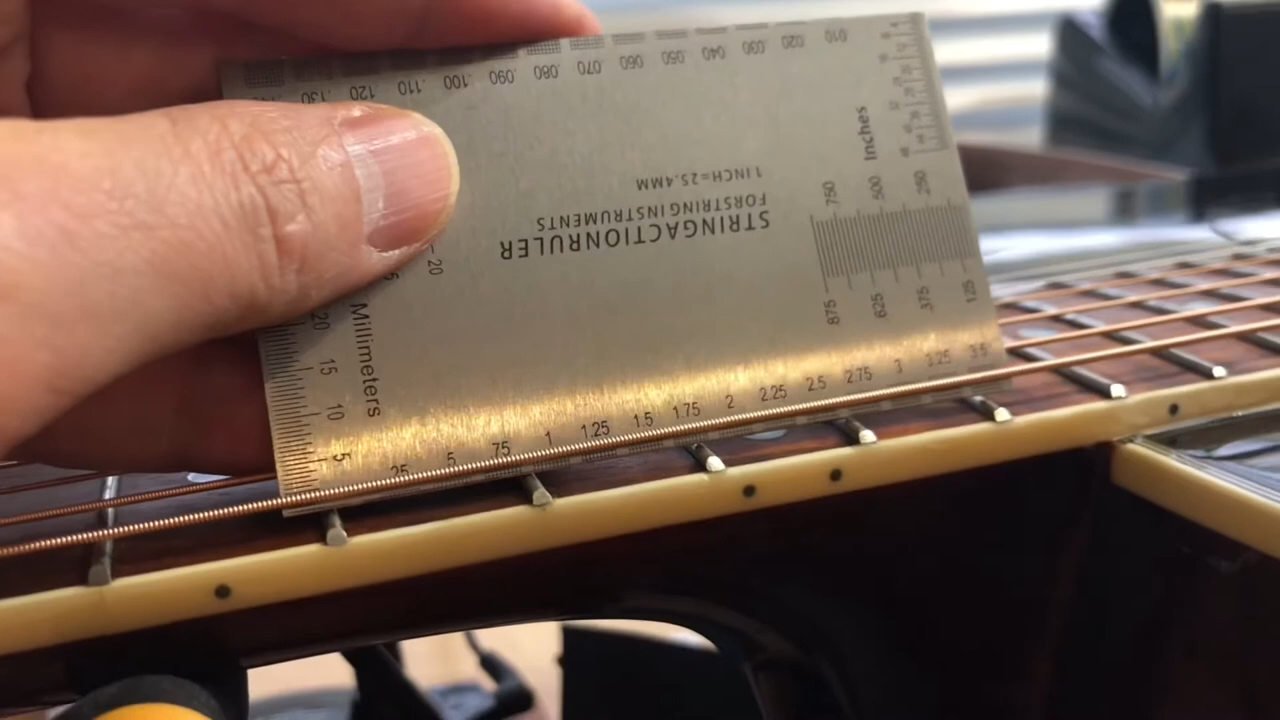 .130 .120 .110 .100 .090 .080 .070 .060 .050 .040 .030 .020 .010
1 INCH=25.4MM
FORSTRING INSTRUMENTS
STRINGACTIONRULER
Inches
750 500 250
875 625 375 125
20
Millimeters
20 15 10 5
25 5 75 1 1.25 1.5 1.75 2 2.25 2.5 2.75 3 3.25 3.5